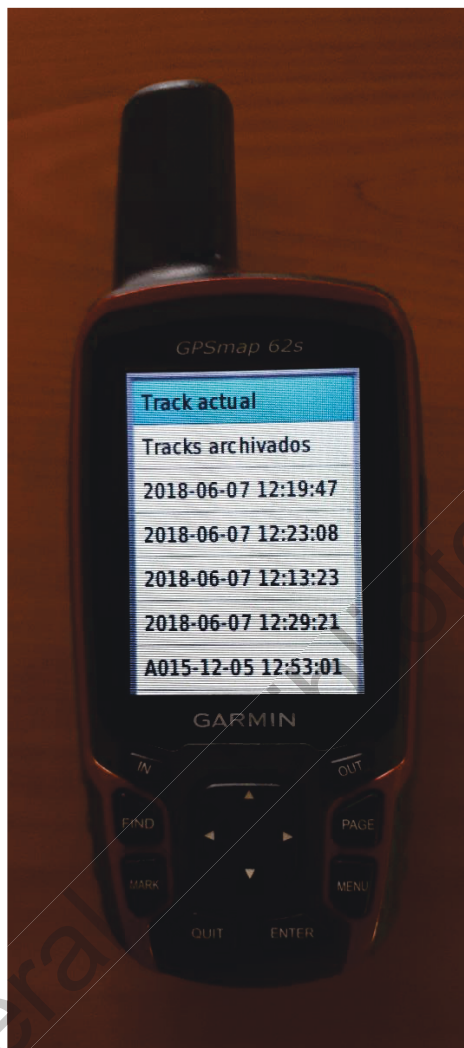 GPSmap 62s
Track actual
Tracks archivados
2018-06-07 12:19:47
2018-06-07 12:23:08
2018-06-07 12:13:23
2018-06-07 12:29:21
A015-12-05 12:53:01
GARMIN
IN OUT
FIND PAGE
MARK MENU
QUIT ENTER